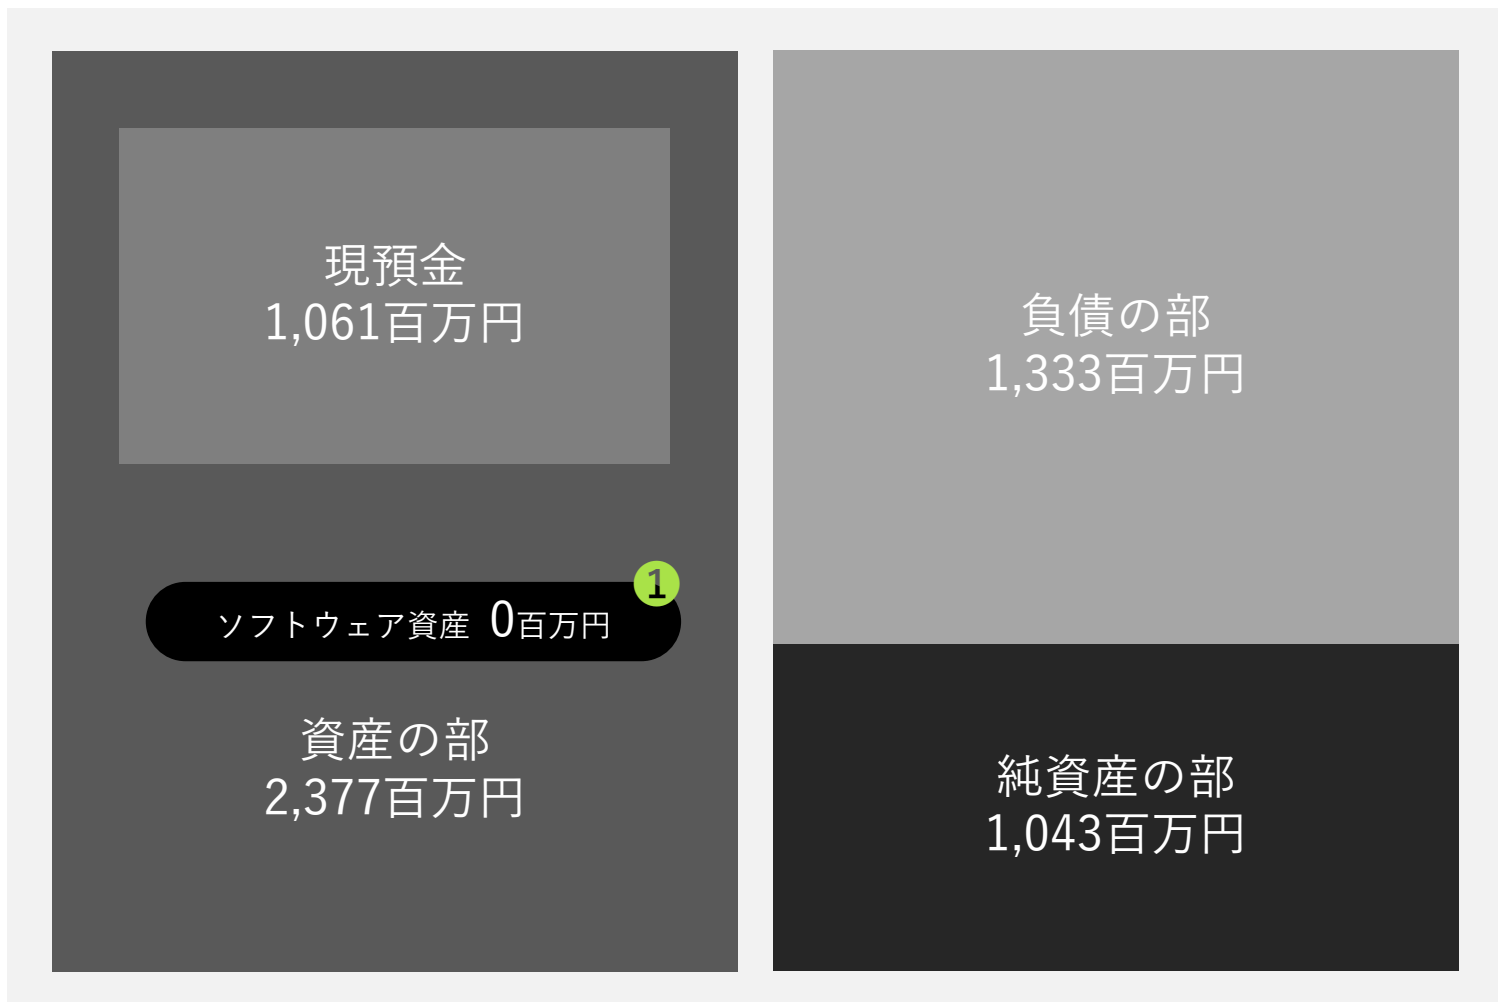 現預金
1,061百万円
1
ソフトウェア資産 0百万円
資産の部
2,377百万円
負債の部
1,333百万円
純資産の部
1,043百万円